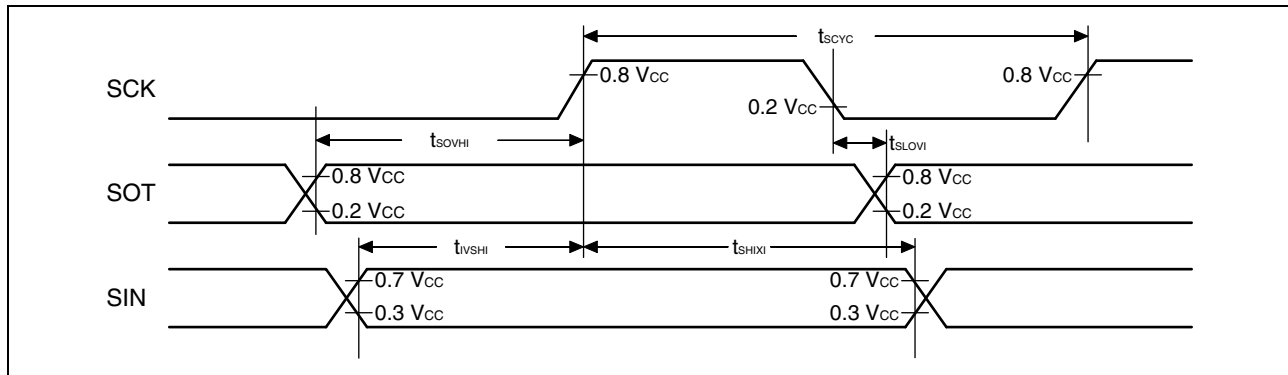 tSCYC
SCK
0.8 VCC
0.8 VCC
0.2 VCC
tSOVHI
tSLOVI
SOT
0.8 VCC
0.8 VCC
0.2 VCC
0.2 VCC
tIVSHI
tSHIXI
SIN
0.7 VCC
0.7 VCC
0.3 VCC
0.3 VCC